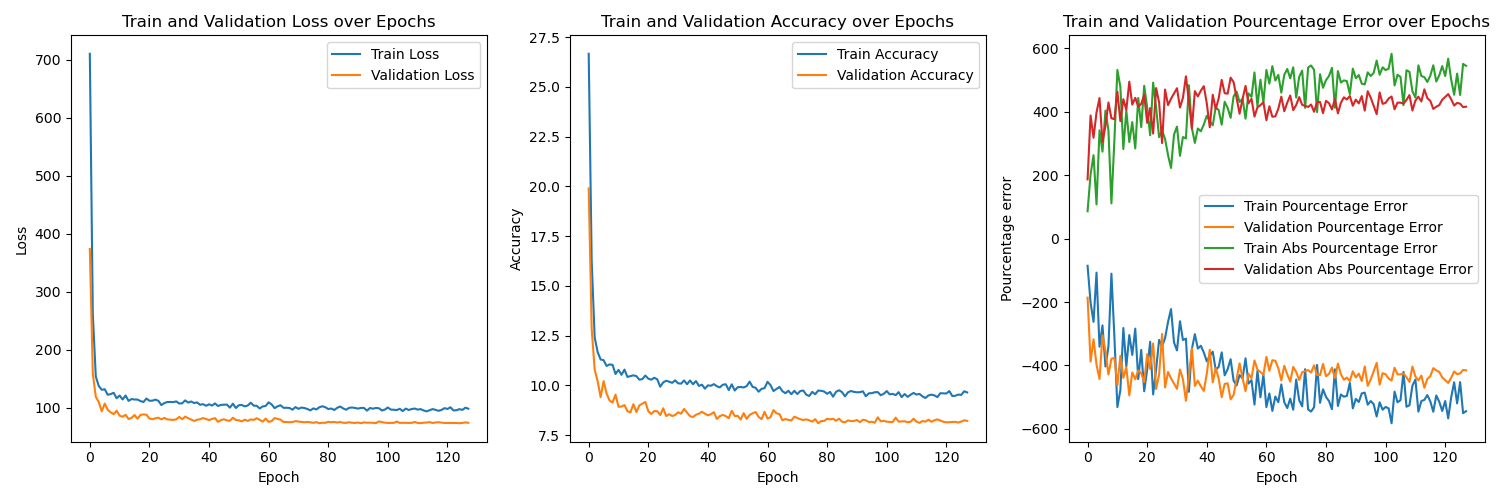 Train and Validation Loss over Epochs
Loss
700
600
500
400
300
200
100
0
20
40
60
80
100
120
Epoch
Train Loss
Validation Loss
Train and Validation Accuracy over Epochs
Accuracy
27.5
25.0
22.5
20.0
17.5
15.0
12.5
10.0
7.5
0
20
40
60
80
100
120
Epoch
Train Accuracy
Validation Accuracy
Train and Validation Pourcentage Error over Epochs
Pourcentage error
600
400
200
0
−200
−400
−600
0
20
40
60
80
100
120
Epoch
Train Pourcentage Error
Validation Pourcentage Error
Train Abs Pourcentage Error
Validation Abs Pourcentage Error